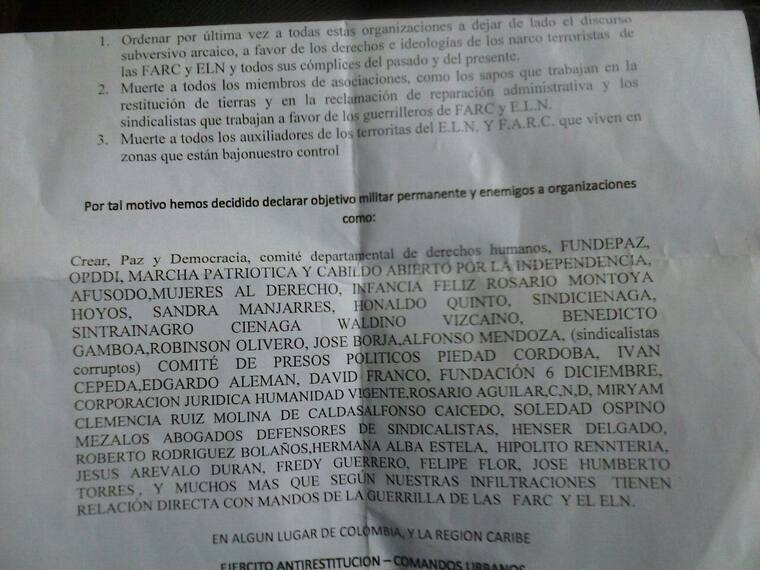 1. Ordenar por última vez a todas estas organizaciones a dejar de lado el discurso
subversivo arcaico, a favor de los derechos e ideologías de los narco terroristas de
las FARC y ELN y todos sus cómplices del pasado y del presente.
2. Muerte a todos los miembros de asociaciones, como los sapos que trabajan en la
restitución de tierras y en la reclamación de reparación administrativa y los
sindicalistas que trabajan a favor de los guerrilleros de FARC y E.L.N.
3. Muerte a todos los auxiliadores de los terroritas del E.L.N. Y F.A.R.C. que viven en
zonas que están bajonuestro control
Por tal motivo hemos decidido declarar objetivo militar permanente y enemigos a organizaciones
como:
Crear, Paz y Democracia, comité departamental de derechos humanos, FUNDEPAZ,
OPDDI, MARCHA PATRIOTICA Y CABILDO ABIERTO POR LA INDEPENDENCIA,
AFUSODO,MUJERES AL DERECHO, INFANCIA FELIZ ROSARIO MONTOYA
HOYOS, SANDRA MANJARRES, HONALDO QUINTO, SINDICIENAGA,
SINTRAINAGRO CIENAGA WALDINO VIZCAINO, BENEDICTO
GAMBOA,ROBINSON OLIVERO, JOSE BORJA,ALFONSO MENDOZA, (sindicalistas
corruptos) COMITÉ DE PRESOS POLITICOS PIEDAD CORDOBA, IVAN
CEPEDA,EDGARDO ALEMAN, DAVID FRANCO, FUNDACIÓN 6 DICIEMBRE,
CORPORACION JURIDICA HUMANIDAD VIGENTE,ROSARIO AGUILAR,C,N,D, MIRYAM
CLEMENCIA RUIZ MOLINA DE CALDASALFONSO CAICEDO, SOLEDAD OSPINO
MEZALOS ABOGADOS DEFENSORES DE SINDICALISTAS, HENSER DELGADO,
ROBERTO RODRIGUEZ BOLAÑOS,HERMANA ALBA ESTELA, HIPOLITO RENNTERIA,
JESUS AREVALO DURAN, FREDY GUERRERO, FELIPE FLOR, JOSE HUMBERTO
TORRES, Y MUCHOS MAS QUE SEGÚN NUESTRAS INFILTRACIONES TIENEN
RELACIÓN DIRECTA CON MANDOS DE LA GUERRILLA DE LAS FARC Y EL ELN.
EN ALGUN LUGAR DE COLOMBIA, Y LA REGION CARIBE
EJERCITO ANTIRESTITUCION – COMANDOS URBANOS